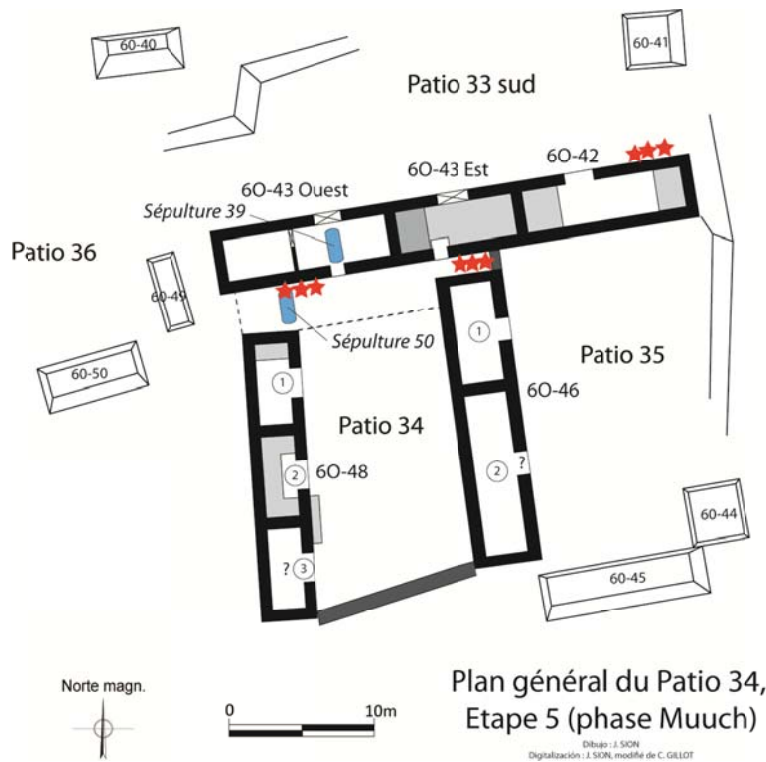 60-40
60-41
Patio 33 sud
6O-42
6O-43 Est
6O-43 Ouest
Sépulture 39
Patio 36
60-49
Sépulture 50
1
Patio 35
60-50
1
6O-46
Patio 34
2
6O-48
2
?
60-44
?
3
60-45
Norte magn.
0
10m
Plan général du Patio 34,
Etape 5 (phase Muuch)
Dibujo : J. SION
Digitalización : J. SION, modifié de C. GILLOT